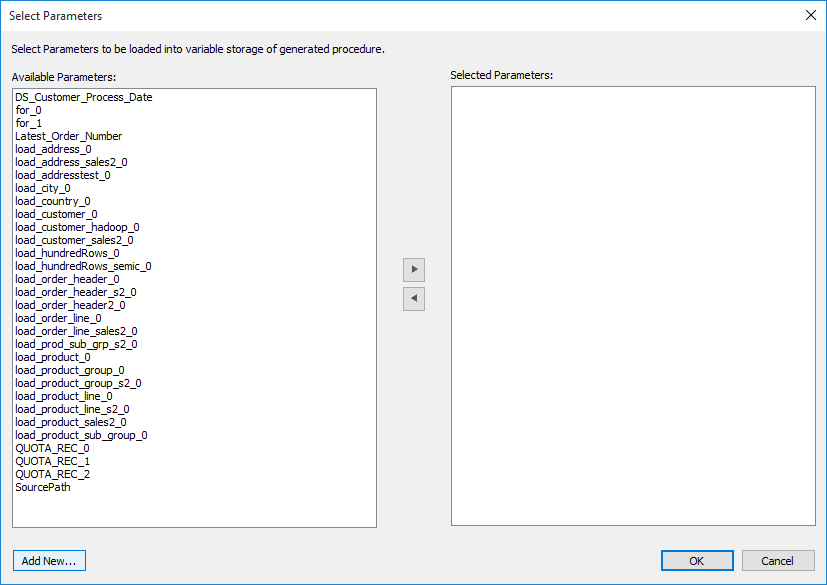 Select Parameters
Select Parameters to be loaded into variable storage of generated procedure.
Available Parameters:
Selected Parameters:
DS_Customer_Process_Date
for_0
for_1
Latest_Order_Number
load_address_0
load_address_sales2_0
load_addresstest_0
load_city_0
load_country_0
load_customer_0
load_customer_hadoop_0
load_customer_sales2_0
load_hundredRows_0
load_hundredRows_semic_0
load_order_header_0
load_order_header_s2_0
load_order_header2_0
load_order_line_0
load_order_line_sales2_0
load_prod_sub_grp_s2_0
load_product_0
load_product_group_0
load_product_group_s2_0
load_product_line_0
load_product_line_s2_0
load_product_sales2_0
load_product_sub_group_0
QUOTA_REC_0
QUOTA_REC_1
QUOTA_REC_2
SourcePath
Add New...
OK
Cancel